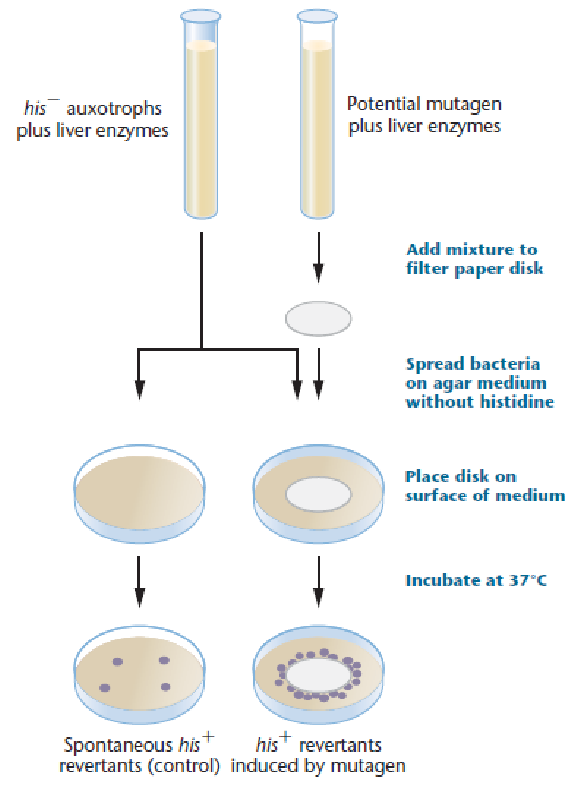 his⁻ auxotrophs
plus liver enzymes
Potential mutagen
plus liver enzymes
Add mixture to
filter paper disk
Spread bacteria
on agar medium
without histidine
Place disk on
surface of medium
Incubate at 37°C
Spontaneous his⁺
revertants (control)
his⁺ revertants
induced by mutagen